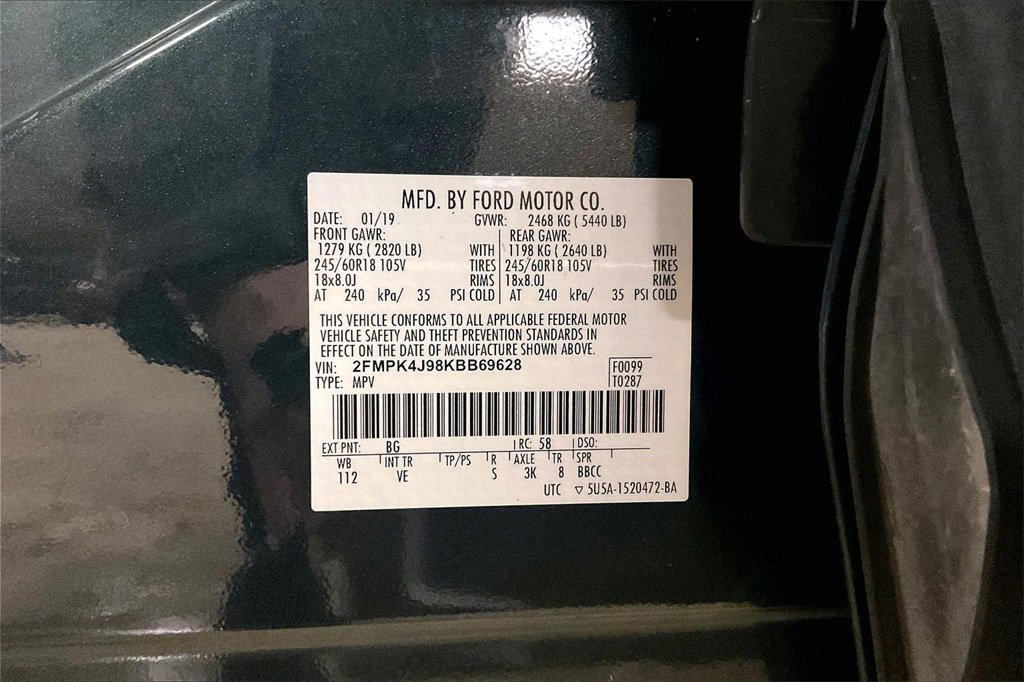 MFD. BY FORD MOTOR CO.
DATE: 01/19 GVWR: 2468 KG ( 5440 LB)
FRONT GAWR: REAR GAWR:
1279 KG ( 2820 LB) WITH 1198 KG ( 2640 LB) WITH
245/60R18 105V TIRES 245/60R18 105V TIRES
18x8.0J RIMS 18x8.0J RIMS
AT 240 kPa/ 35 PSI COLD AT 240 kPa/ 35 PSI COLD
THIS VEHICLE CONFORMS TO ALL APPLICABLE FEDERAL MOTOR
VEHICLE SAFETY AND THEFT PREVENTION STANDARDS IN
EFFECT ON THE DATE OF MANUFACTURE SHOWN ABOVE.
VIN: 2FMPK4J98KBB69628 F0099
TYPE: MPV T0287
EXT PNT: BG RC: 58 DSO:
WB INT TR TP/PS R AXLE TR SPR
112 VE S 3K 8 BBCC
UTC ▽ 5U5A-1520472-BA